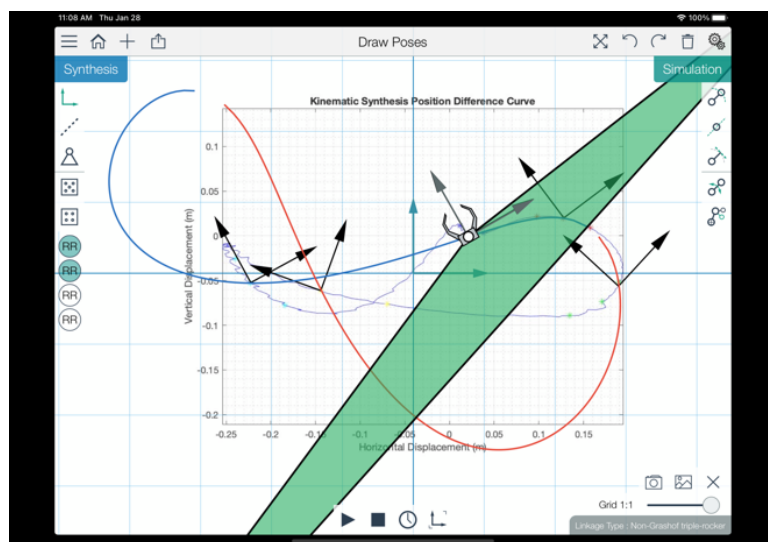 11:08 AM Thu Jan 28
100%
Draw Poses
Synthesis
Simulation
Kinematic Synthesis Position Difference Curve
0.1
0.05
0
-0.05
-0.1
-0.15
-0.2
Vertical Displacement (m)
RR
RR
RR
RR
-0.25 -0.2 -0.15 -0.1 -0.05 0 0.05 0.1 0.15
Horizontal Displacement (m)
Grid 1:1
Linkage Type : Non-Grashof triple-rocker